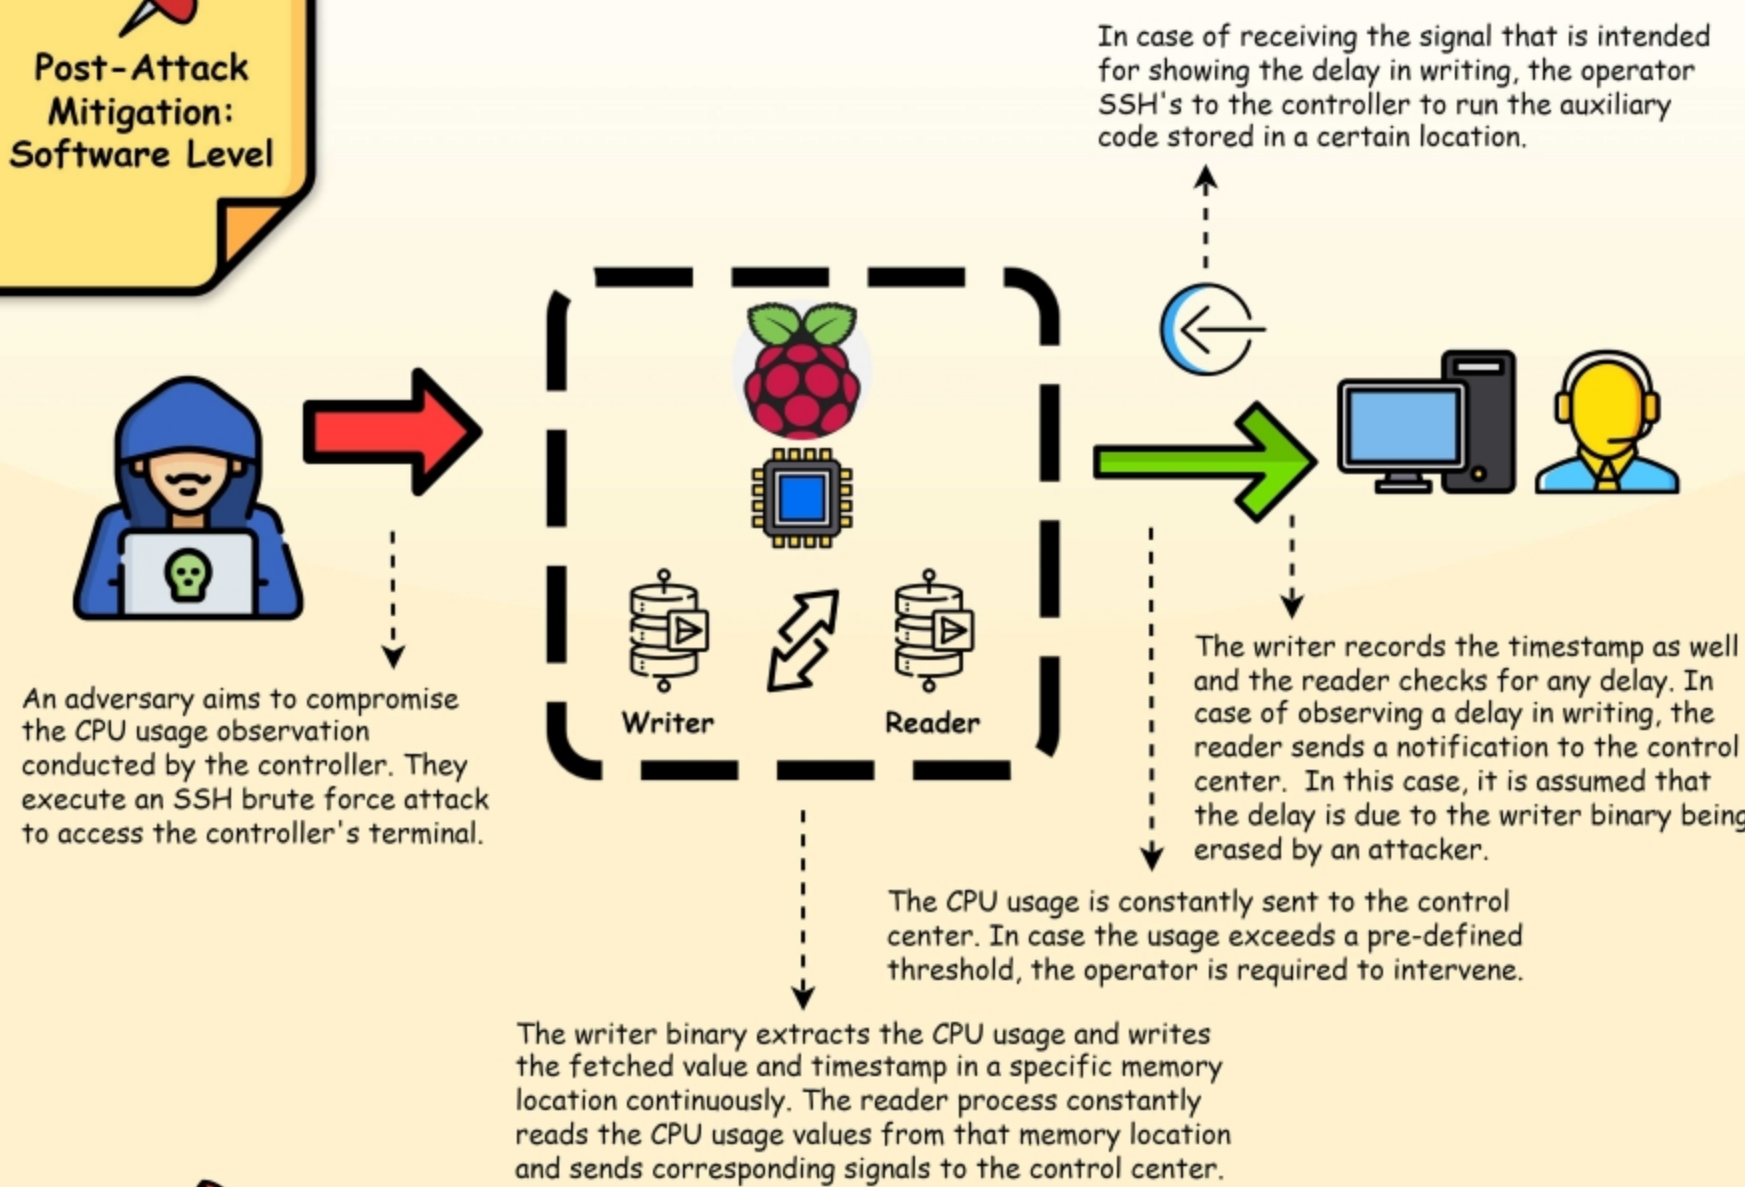 Post-Attack
Mitigation:
Software Level
In case of receiving the signal that is intended
for showing the delay in writing, the operator
SSH's to the controller to run the auxiliary
code stored in a certain location.
An adversary aims to compromise
the CPU usage observation
conducted by the controller. They
execute an SSH brute force attack
to access the controller's terminal.
Writer
Reader
The writer records the timestamp as well
and the reader checks for any delay. In
case of observing a delay in writing, the
reader sends a notification to the control
center. In this case, it is assumed that
the delay is due to the writer binary being
erased by an attacker.
The CPU usage is constantly sent to the control
center. In case the usage exceeds a pre-defined
threshold, the operator is required to intervene.
The writer binary extracts the CPU usage and writes
the fetched value and timestamp in a specific memory
location continuously. The reader process constantly
reads the CPU usage values from that memory location
and sends corresponding signals to the control center.